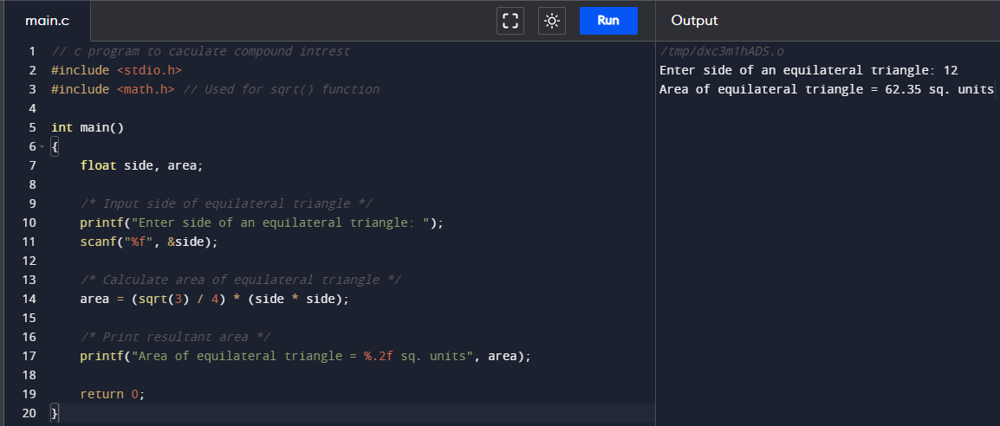 main.c
Run
Output
1 // c program to caculate compound intrest
2 #include <stdio.h>
3 #include <math.h> // Used for sqrt() function
4
5 int main()
6 {
7 float side, area;
8
9 /* Input side of equilateral triangle */
10 printf("Enter side of an equilateral triangle: ");
11 scanf("%f", &side);
12
13 /* Calculate area of equilateral triangle */
14 area = (sqrt(3) / 4) * (side * side);
15
16 /* Print resultant area */
17 printf("Area of equilateral triangle = %.2f sq. units", area);
18
19 return 0;
20 }
/tmp/dxc3m1hADS.o
Enter side of an equilateral triangle: 12
Area of equilateral triangle = 62.35 sq. units